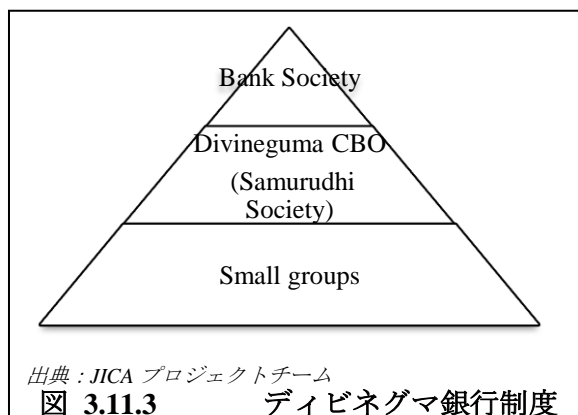 Bank Society
Divineguma CBO
(Samurudhi
Society)
Small groups
出典：JICA プロジェクトチーム
図 3.11.3 ディビネグマ銀行制度